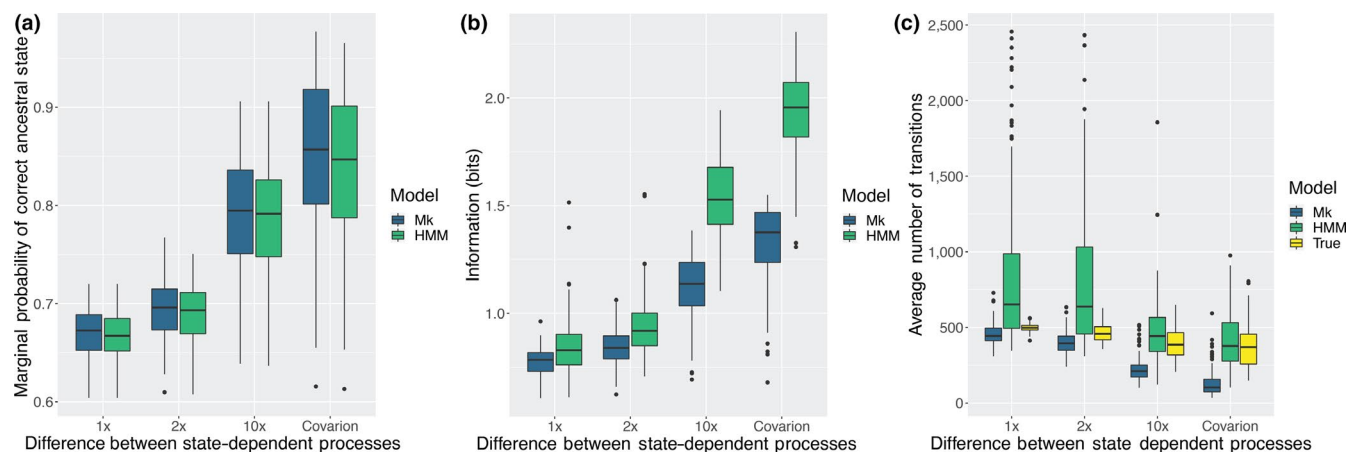 (a)
Marginal probability of correct ancestral state
0.9
0.8
0.7
0.6
1x 2x 10x Covarion
Difference between state-dependent processes
Model
Mk
HMM
(b)
Information (bits)
2.0
1.5
1.0
1x 2x 10x Covarion
Difference between state-dependent processes
Model
Mk
HMM
(c)
Average number of transitions
2,500
2,000
1,500
1,000
500
0
1x 2x 10x Covarion
Difference between state dependent processes
Model
Mk
HMM
True